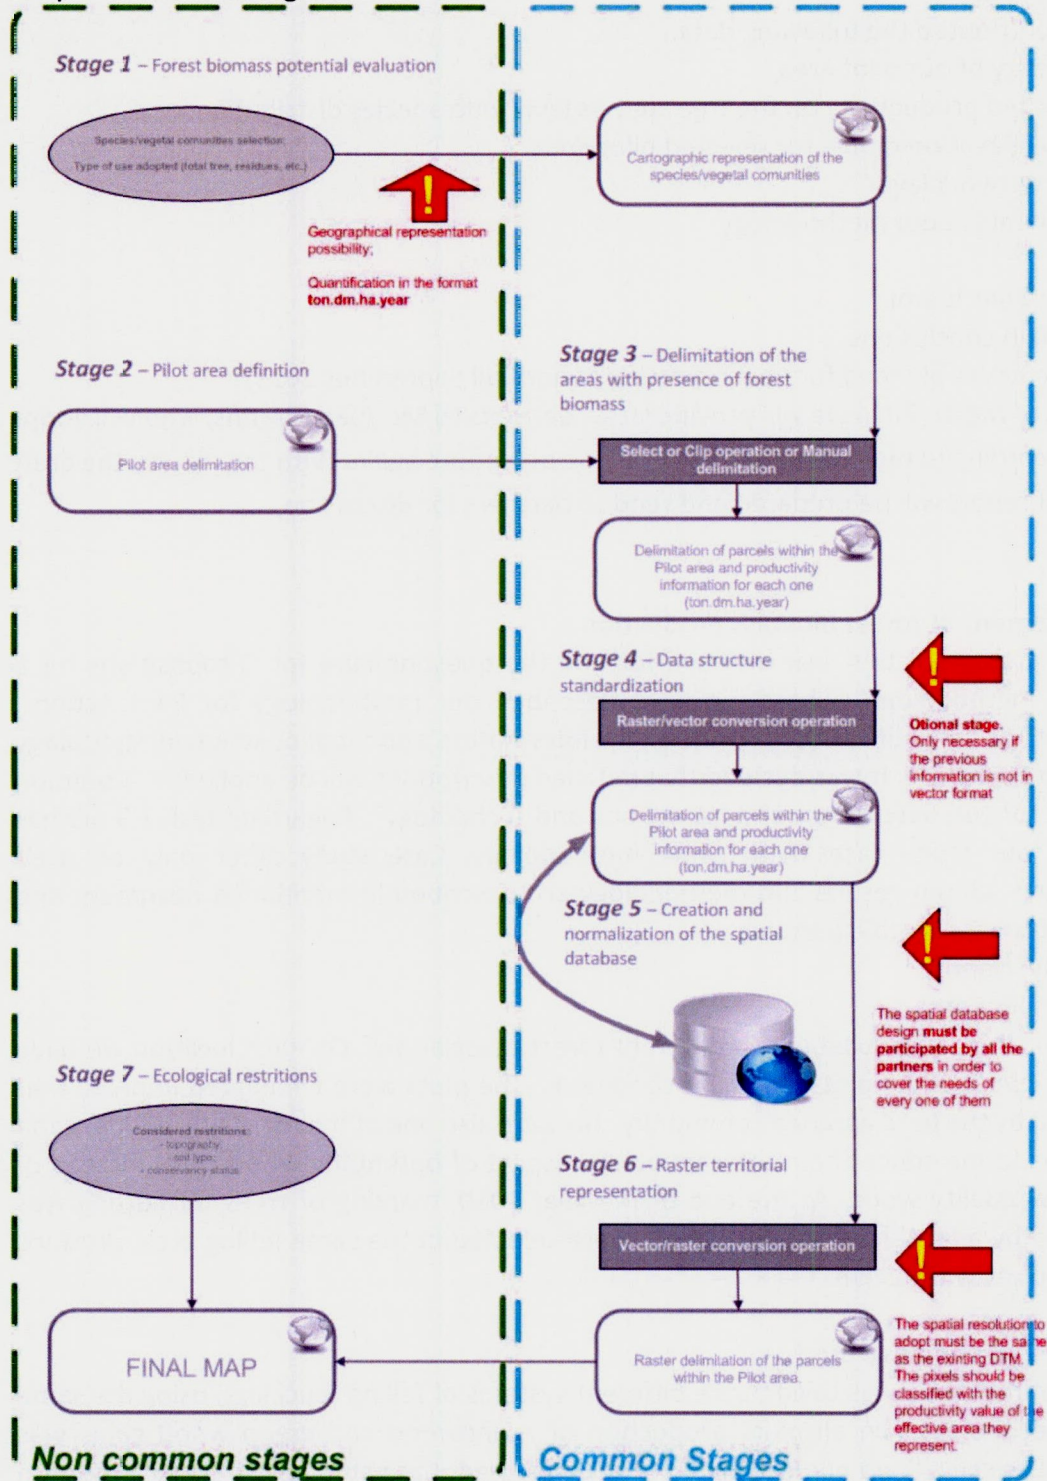 Stage 1 – Forest biomass potential evaluation
Species/vegetal comunities selection;
Type of use adopted (total tree, residues, etc.)
Cartographic representation of the
species/vegetal comunities
Geographical representation
possibility;
Quantification in the format
ton.dm.ha.year
Stage 2 – Pilot area definition
Pilot area delimitation
Stage 3 – Delimitation of the
areas with presence of forest
biomass
Select or Clip operation or Manual
delimitation
Delimitation of parcels within the
Pilot area and productivity
information for each one
(ton.dm.ha.year)
Stage 4 – Data structure
standardization
Raster/vector conversion operation
Otional stage.
Only necessary if
the previous
information is not in
vector format
Delimitation of parcels within the
Pilot area and productivity
information for each one
(ton.dm.ha.year)
Stage 5 – Creation and
normalization of the spatial
database
The spatial database
design must be
participated by all the
partners in order to
cover the needs of
every one of them
Stage 7 – Ecological restritions
Considered restritions:
- topography;
- soil type;
- conservancy status.
Stage 6 – Raster territorial
representation
Vector/raster conversion operation
The spatial resolution to
adopt must be the same
as the exinting DTM.
The pixels should be
classified with the
productivity value of the
effective area they
represent.
Raster delimitation of the parcels
within the Pilot area.
FINAL MAP
Non common stages
Common Stages